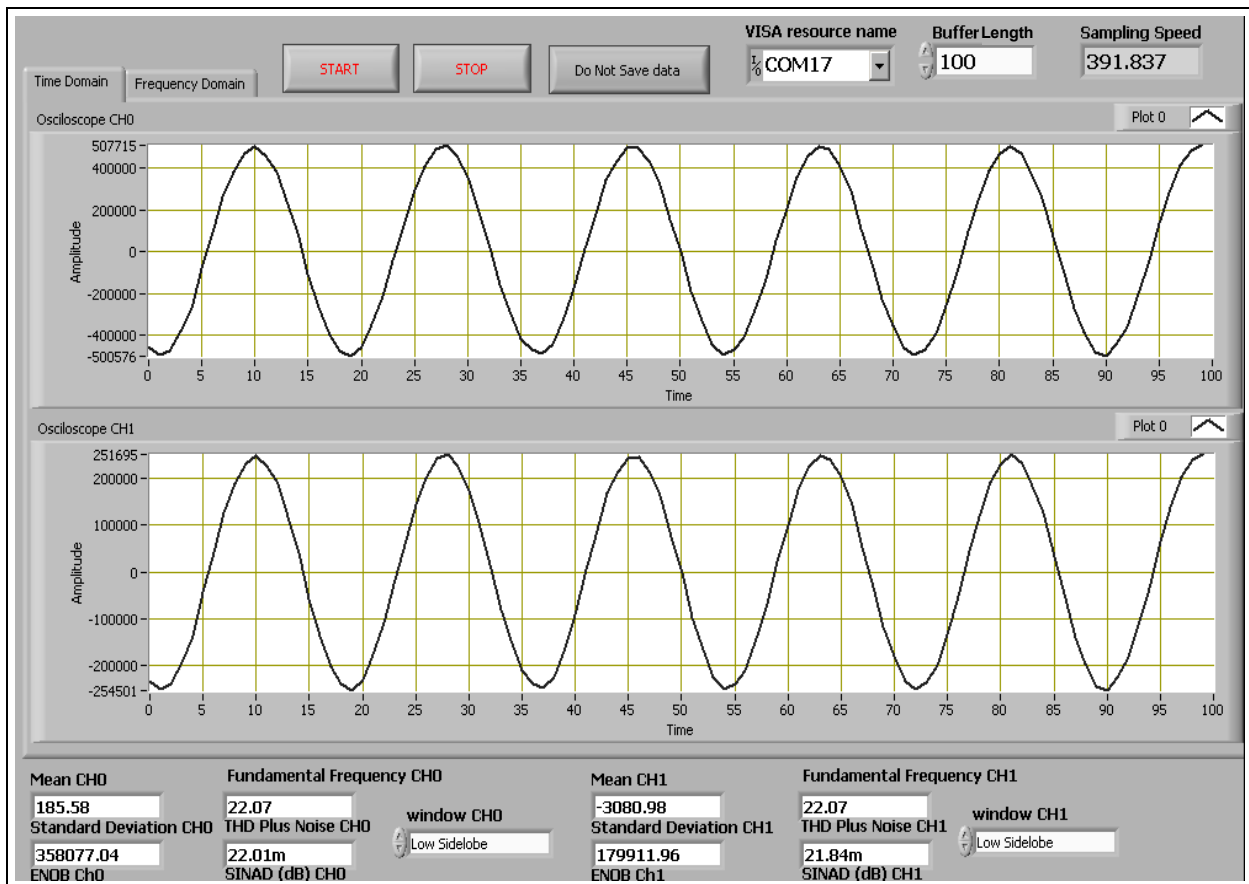 VISA resource name Buffer Length Sampling Speed
START STOP Do Not Save data I/0 COM17 100 391.837
Time Domain Frequency Domain
Osciloscope CH0 Plot 0
507715
400000
200000
0
-200000
-400000
-500576
Amplitude
0 5 10 15 20 25 30 35 40 45 50 55 60 65 70 75 80 85 90 95 100
Time
Osciloscope CH1 Plot 0
251695
200000
100000
0
-100000
-200000
-254501
Amplitude
0 5 10 15 20 25 30 35 40 45 50 55 60 65 70 75 80 85 90 95 100
Time
Mean CH0 Fundamental Frequency CH0 Mean CH1 Fundamental Frequency CH1
185.58 22.07 -3080.98 22.07
window CH0 window CH1
Standard Deviation CH0 THD Plus Noise CH0 Standard Deviation CH1 THD Plus Noise CH1
Low Sidelobe Low Sidelobe
358077.04 22.01m 179911.96 21.84m
ENOB Ch0 SINAD (dB) CH0 ENOB Ch1 SINAD (dB) CH1